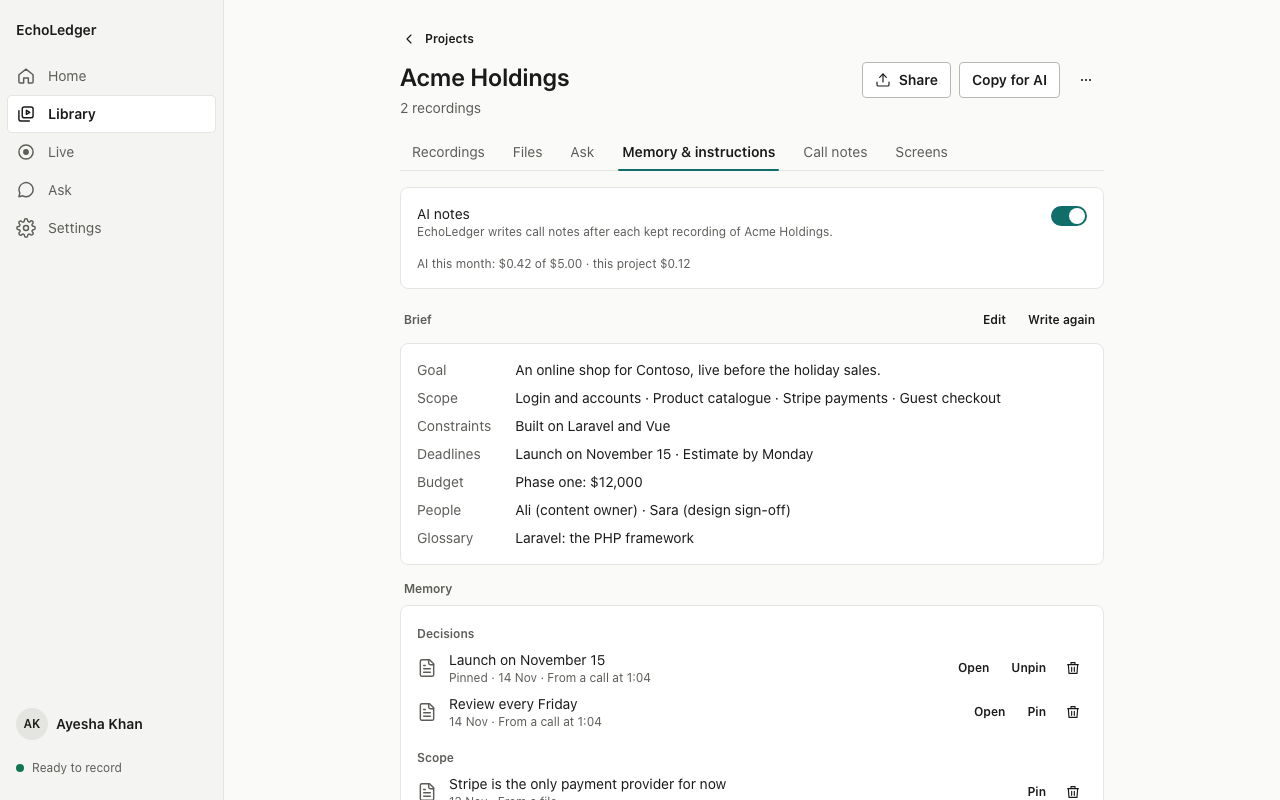 EchoLedger
Home
Library
Live
Ask
Settings
AK
Ayesha Khan
Ready to record
Projects
Acme Holdings
2 recordings
Share
Copy for AI
Recordings
Files
Ask
Memory & instructions
Call notes
Screens
AI notes
EchoLedger writes call notes after each kept recording of Acme Holdings.
AI this month: $0.42 of $5.00 · this project $0.12
Brief
Edit
Write again
Goal An online shop for Contoso, live before the holiday sales.
Scope Login and accounts · Product catalogue · Stripe payments · Guest checkout
Constraints Built on Laravel and Vue
Deadlines Launch on November 15 · Estimate by Monday
Budget Phase one: $12,000
People Ali (content owner) · Sara (design sign-off)
Glossary Laravel: the PHP framework
Memory
Decisions
Launch on November 15
Pinned · 14 Nov · From a call at 1:04
Open
Unpin
Review every Friday
14 Nov · From a call at 1:04
Open
Pin
Scope
Stripe is the only payment provider for now
Pin